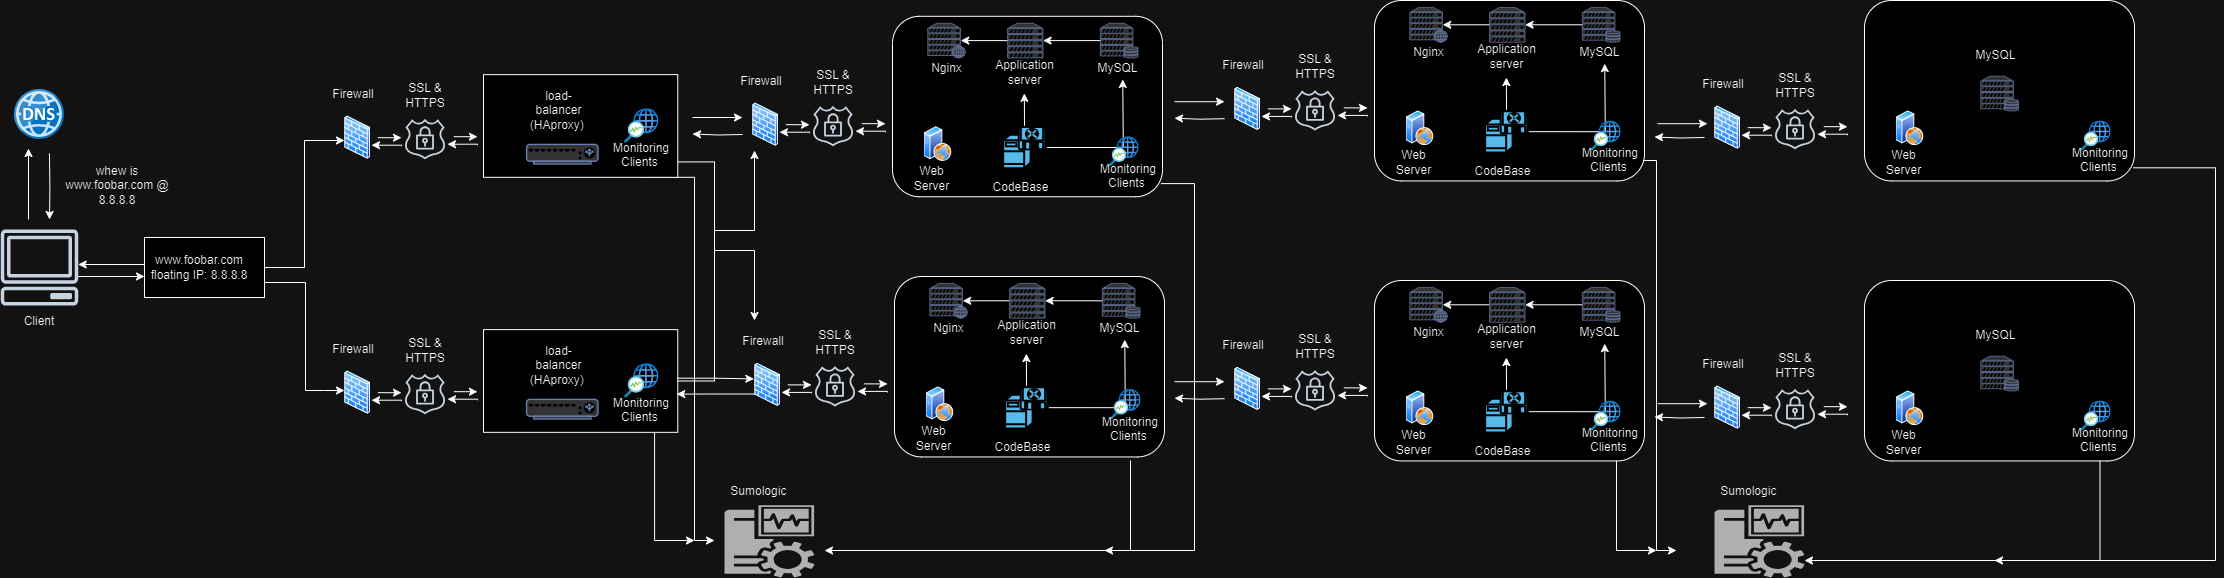 DNS
whew is
www.foobar.com @
8.8.8.8
Client
www.foobar.com
floating IP: 8.8.8.8
Firewall
SSL &
HTTPS
load-
balancer
(HAproxy)
Monitoring
Clients
Firewall
SSL &
HTTPS
Nginx
Application
server
MySQL
Web
Server
CodeBase
Monitoring
Clients
Firewall
SSL &
HTTPS
Nginx
Application
server
MySQL
Web
Server
CodeBase
Monitoring
Clients
Firewall
SSL &
HTTPS
MySQL
Web
Server
Monitoring
Clients
Firewall
SSL &
HTTPS
load-
balancer
(HAproxy)
Monitoring
Clients
Firewall
SSL &
HTTPS
Nginx
Application
server
MySQL
Web
Server
CodeBase
Monitoring
Clients
Firewall
SSL &
HTTPS
Nginx
Application
server
MySQL
Web
Server
CodeBase
Monitoring
Clients
Firewall
SSL &
HTTPS
MySQL
Web
Server
Monitoring
Clients
Sumologic
Sumologic